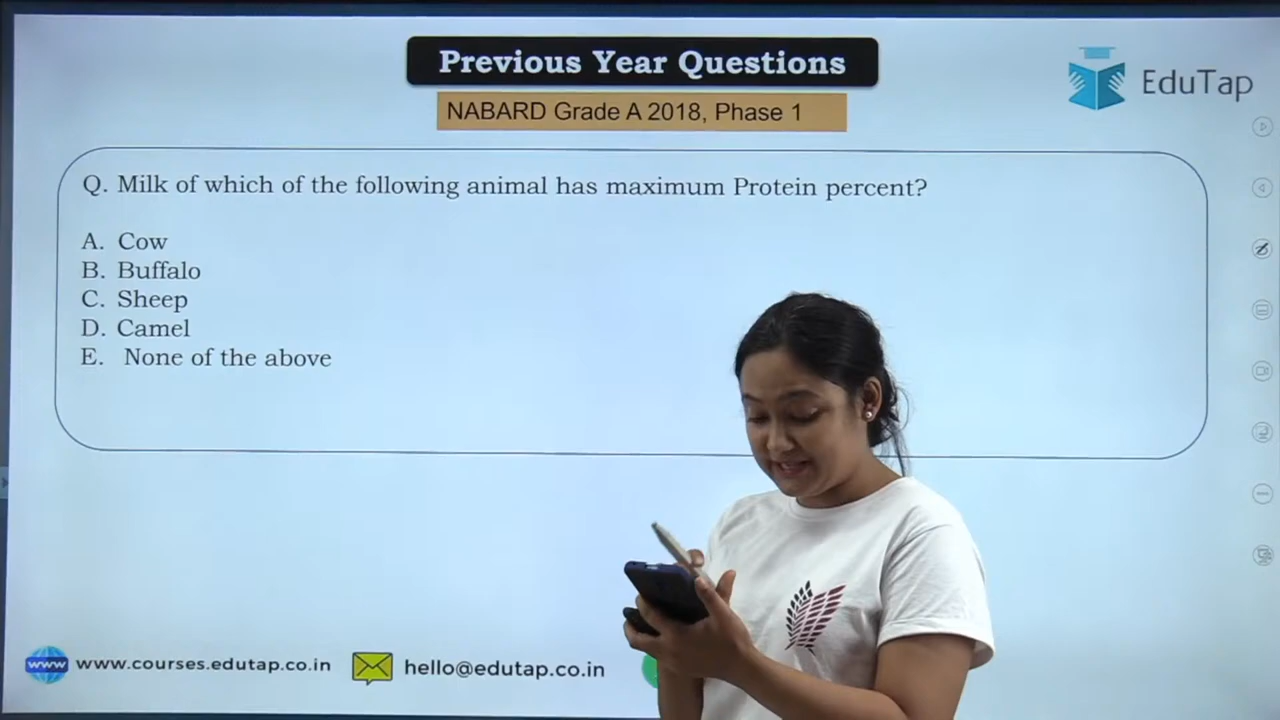 Previous Year Questions
EduTap
NABARD Grade A 2018, Phase 1
Q. Milk of which of the following animal has maximum Protein percent?
A. Cow
B. Buffalo
C. Sheep
D. Camel
E. None of the above
www www.courses.edutap.co.in
hello@edutap.co.in